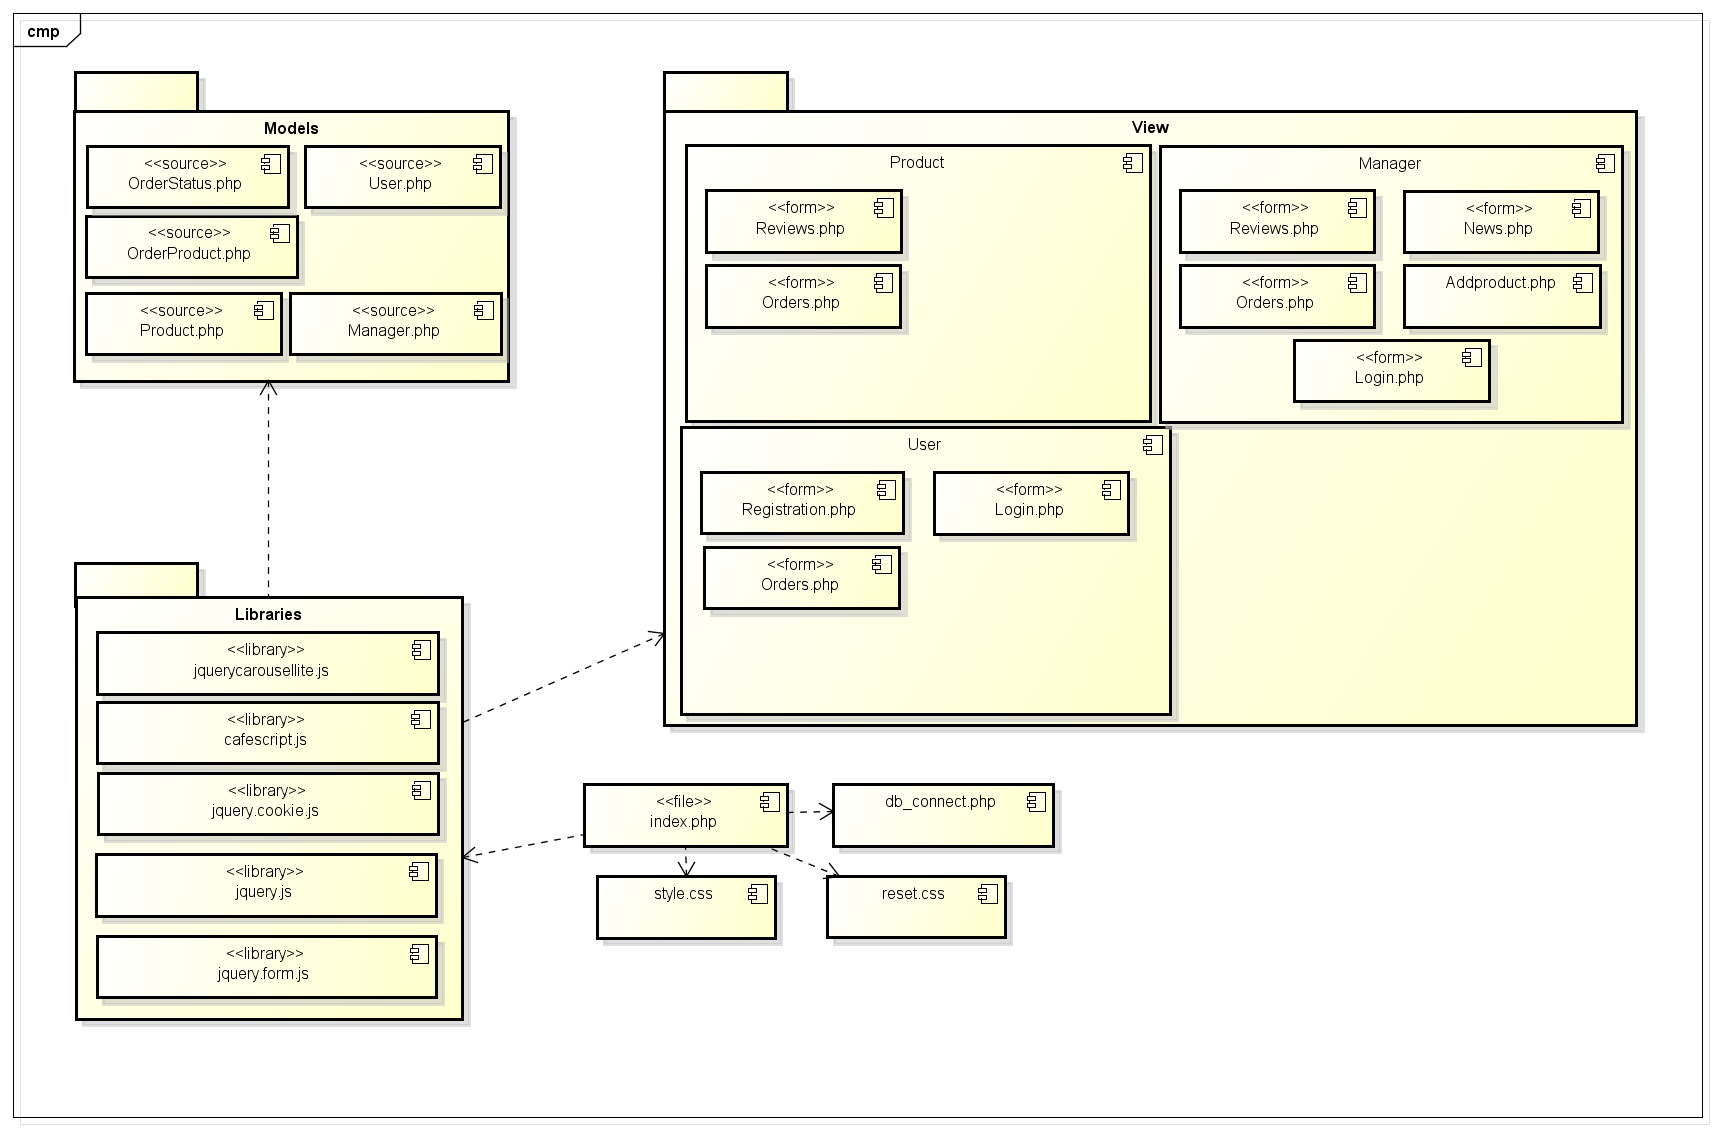 cmp
Models
<<source>>
OrderStatus.php
<<source>>
User.php
<<source>>
OrderProduct.php
<<source>>
Product.php
<<source>>
Manager.php
View
Product
<<form>>
Reviews.php
<<form>>
Orders.php
Manager
<<form>>
Reviews.php
<<form>>
News.php
<<form>>
Orders.php
Addproduct.php
<<form>>
Login.php
User
<<form>>
Registration.php
<<form>>
Login.php
<<form>>
Orders.php
Libraries
<<library>>
jquerycarousellite.js
<<library>>
cafescript.js
<<library>>
jquery.cookie.js
<<library>>
jquery.js
<<library>>
jquery.form.js
<<file>>
index.php
db_connect.php
style.css
reset.css